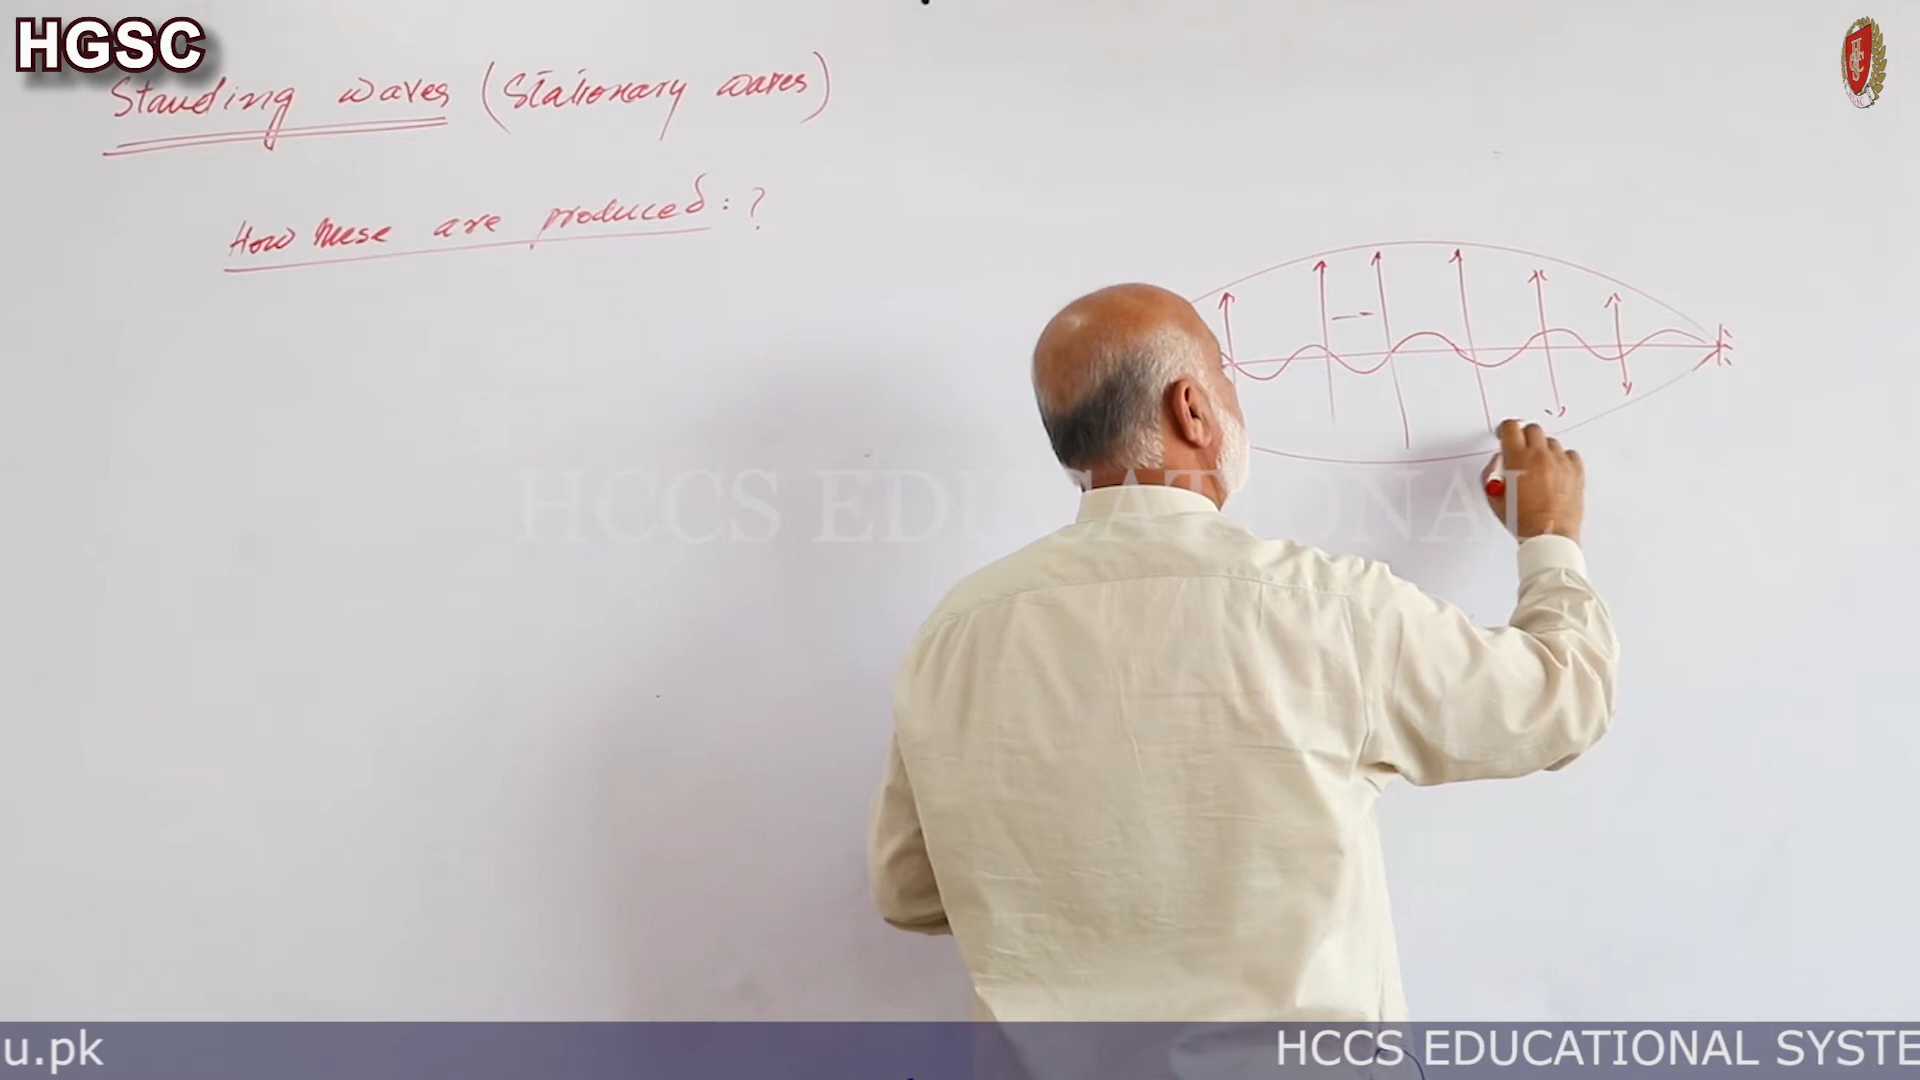 HGSC
Standing waves (Stationary waves)
How these are produced : ?
HCCS EDUCATIONAL
u.pk
HCCS EDUCATIONAL SYSTE